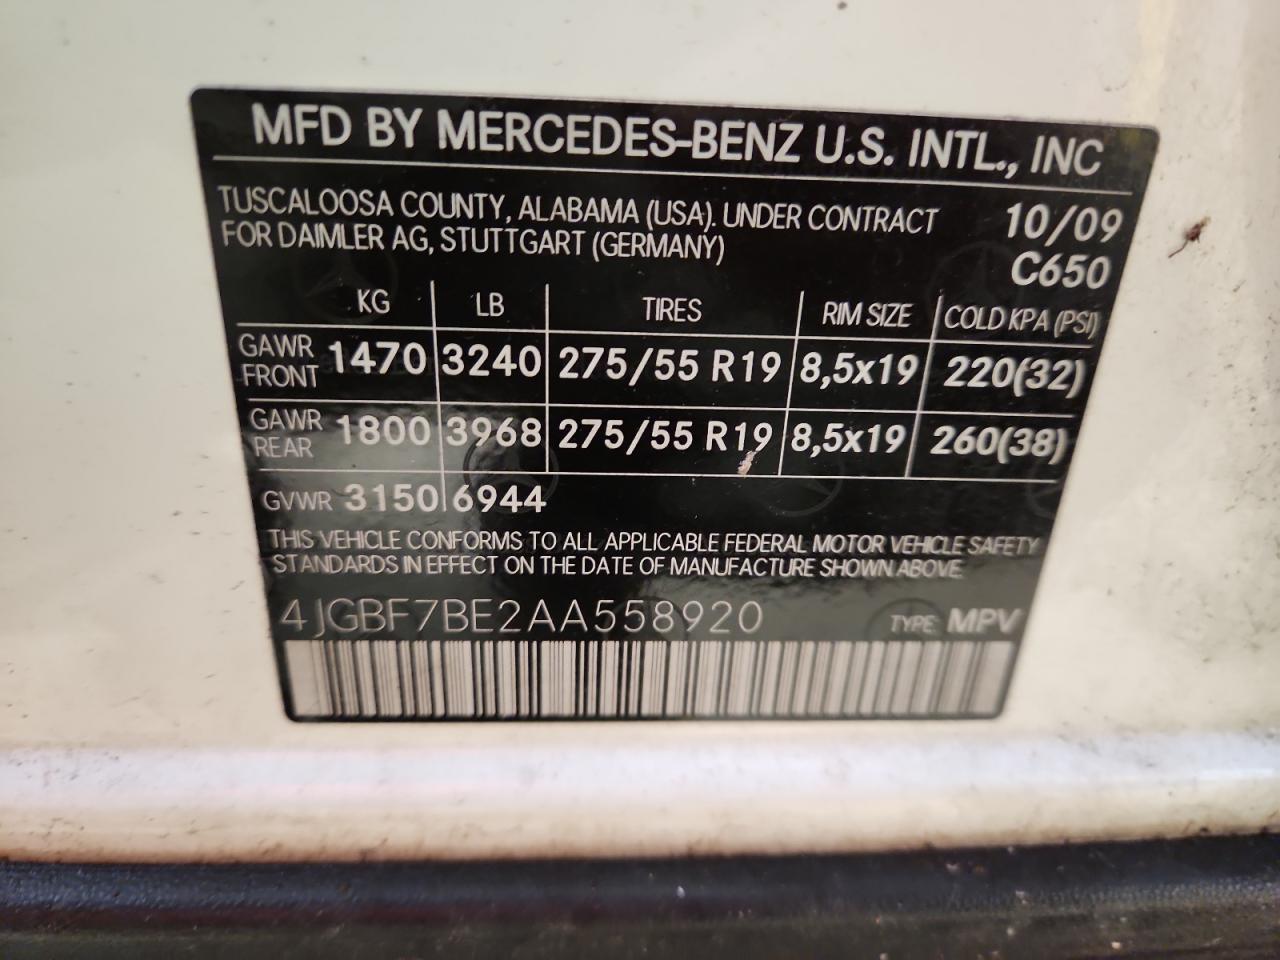 MFD BY MERCEDES-BENZ U.S. INTL., INC
TUSCALOOSA COUNTY, ALABAMA (USA). UNDER CONTRACT 10/09
FOR DAIMLER AG, STUTTGART (GERMANY) C650
KG LB TIRES RIM SIZE COLD KPA (PSI)
GAWR FRONT 1470 3240 275/55 R19 8,5x19 220(32)
GAWR REAR 1800 3968 275/55 R19 8,5x19 260(38)
GVWR 3150 6944
THIS VEHICLE CONFORMS TO ALL APPLICABLE FEDERAL MOTOR VEHICLE SAFETY
STANDARDS IN EFFECT ON THE DATE OF MANUFACTURE SHOWN ABOVE.
4JGBF7BE2AA558920 TYPE: MPV